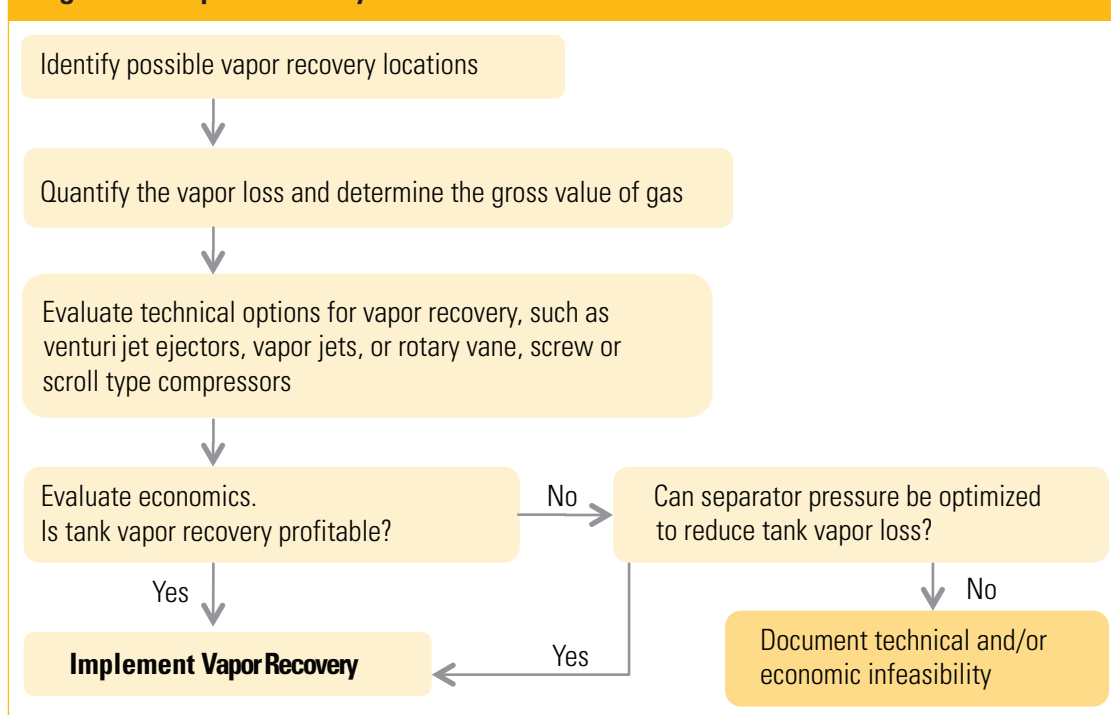 Identify possible vapor recovery locations
Quantify the vapor loss and determine the gross value of gas
Evaluate technical options for vapor recovery, such as
venturi jet ejectors, vapor jets, or rotary vane, screw or
scroll type compressors
Evaluate economics.
Is tank vapor recovery profitable?
No
Can separator pressure be optimized
to reduce tank vapor loss?
Yes
No
Implement Vapor Recovery
Yes
Document technical and/or
economic infeasibility